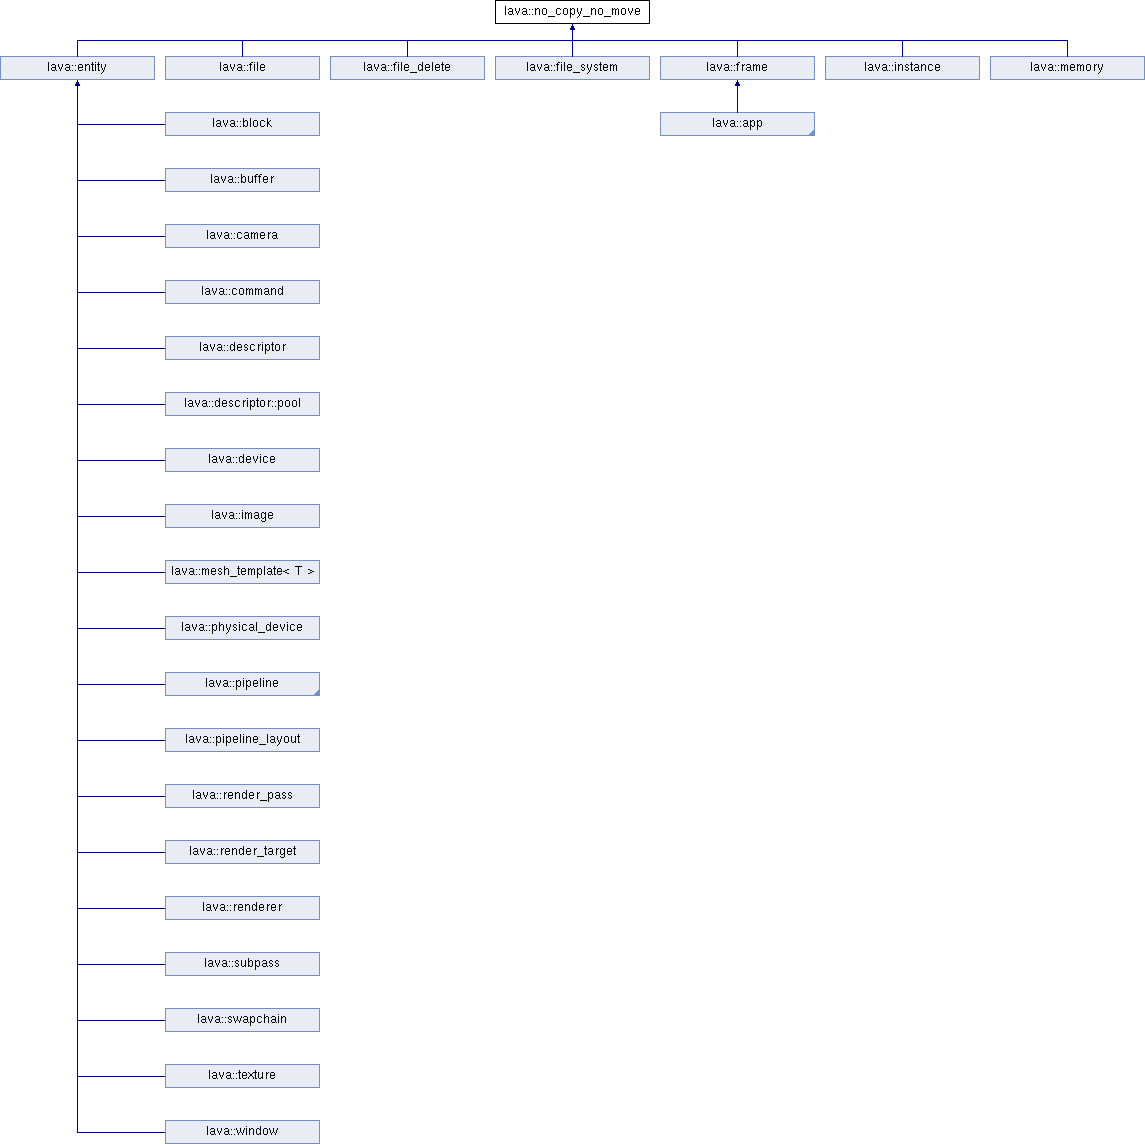 lava::no_copy_no_move
lava::entity
lava::file
lava::file_delete
lava::file_system
lava::frame
lava::instance
lava::memory
lava::block
lava::app
lava::buffer
lava::camera
lava::command
lava::descriptor
lava::descriptor::pool
lava::device
lava::image
lava::mesh_template< T >
lava::physical_device
lava::pipeline
lava::pipeline_layout
lava::render_pass
lava::render_target
lava::renderer
lava::subpass
lava::swapchain
lava::texture
lava::window